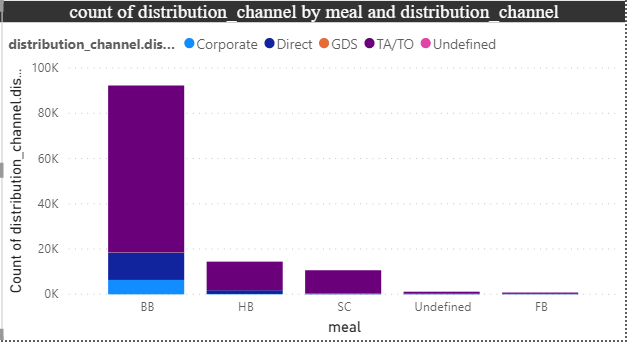 count of distribution_channel by meal and distribution_channel
distribution_channel.dis... Corporate Direct GDS TA/TO Undefined
Count of distribution_channel.dis...
100K
80K
60K
40K
20K
0K
BB HB SC Undefined FB
meal